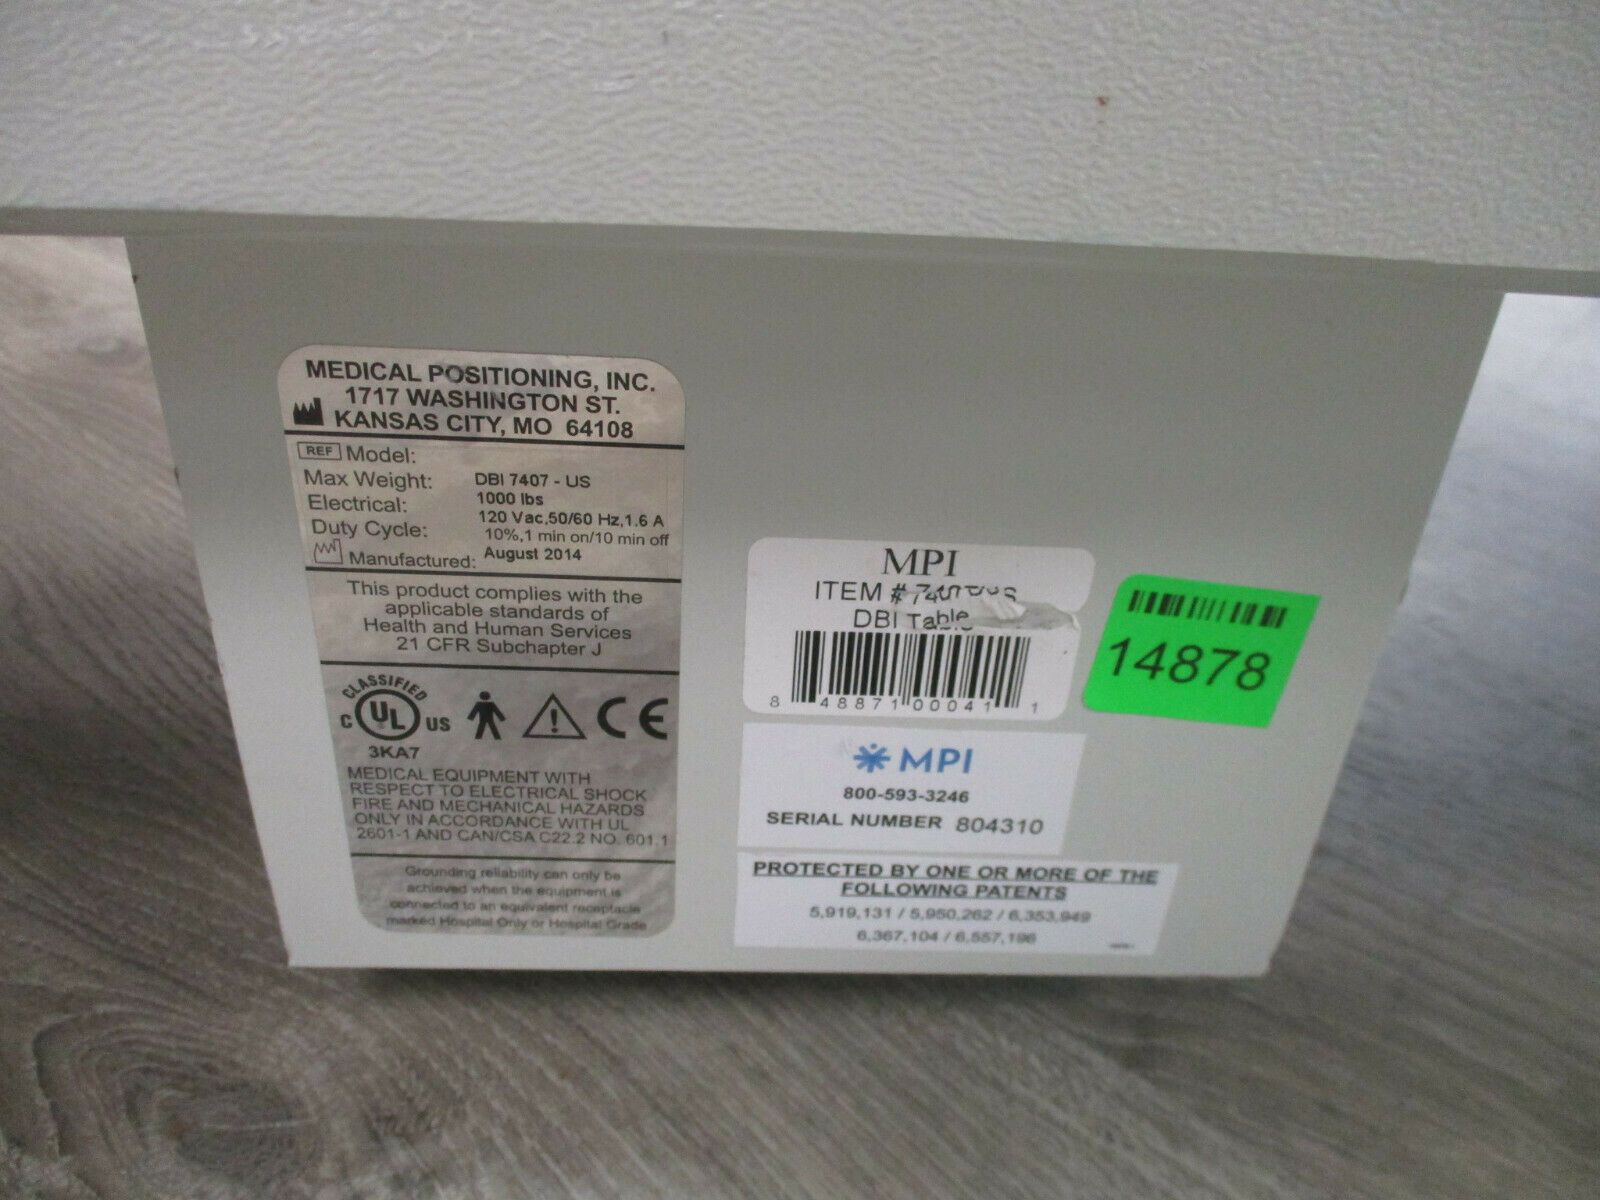 MEDICAL POSITIONING, INC.
1717 WASHINGTON ST.
KANSAS CITY, MO 64108
REF Model:
Max Weight: DBI 7407 - US
Electrical: 1000 lbs
Duty Cycle: 120 Vac,50/60 Hz,1.6 A
10%,1 min on/10 min off
Manufactured: August 2014
This product complies with the
applicable standards of
Health and Human Services
21 CFR Subchapter J
CLASSIFIED
C UL US
CE
3KA7
MEDICAL EQUIPMENT WITH
RESPECT TO ELECTRICAL SHOCK
FIRE AND MECHANICAL HAZARDS
ONLY IN ACCORDANCE WITH UL
2601-1 AND CAN/CSA C22.2 NO. 601.1
Grounding reliability can only be
achieved when the equipment is
connected to an equivalent receptacle
marked Hospital Only or Hospital Grade
MPI
ITEM #
DBI Table
8 48871 00041 1
14878
MPI
800-593-3246
SERIAL NUMBER 804310
PROTECTED BY ONE OR MORE OF THE
FOLLOWING PATENTS
5,919,131 / 5,950,262 / 6,353,949
6,367,104 / 6,557,196